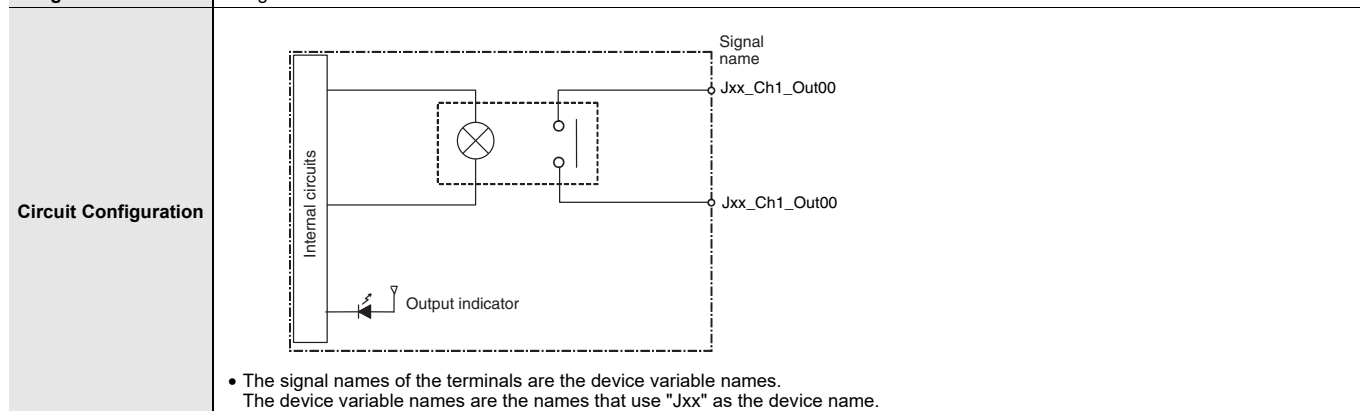 Circuit Configuration
Signal
name
Jxx_Ch1_Out00
Internal circuits
Jxx_Ch1_Out00
Output indicator
• The signal names of the terminals are the device variable names.
The device variable names are the names that use "Jxx" as the device name.